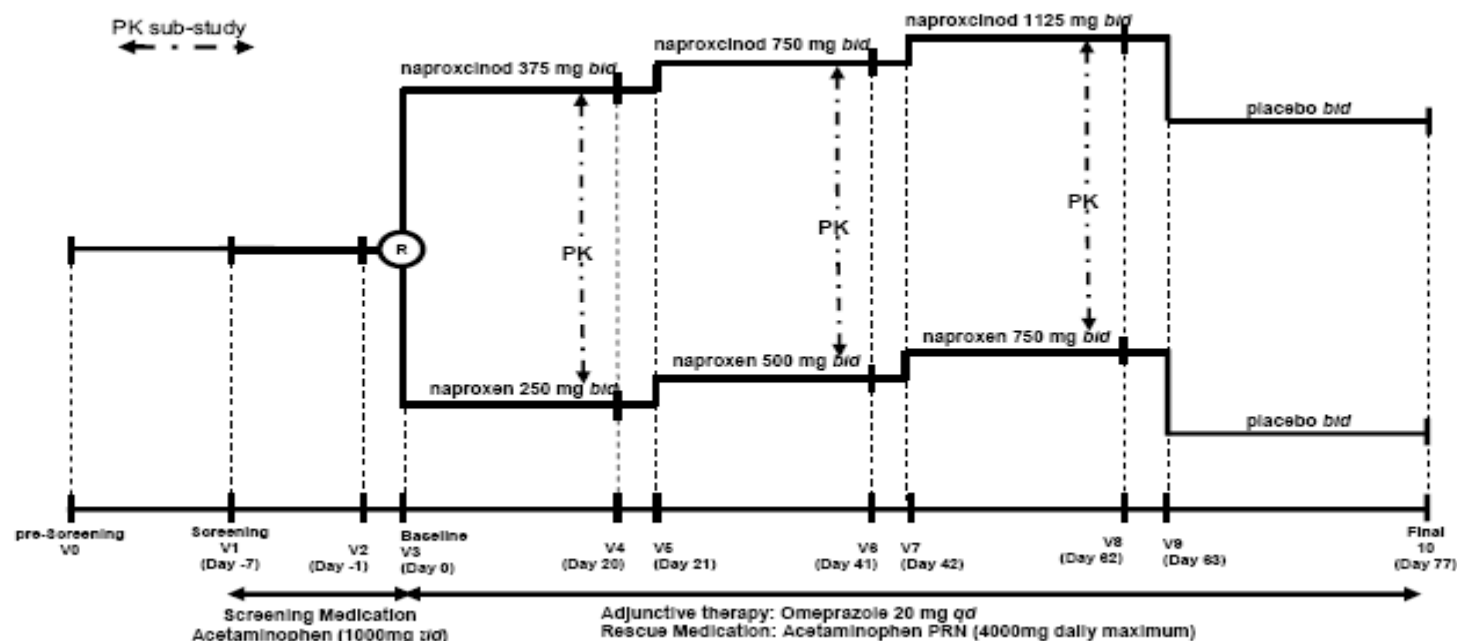 PK sub-study
naproxcinod 375 mg bid
naproxcinod 750 mg bid
naproxcinod 1125 mg bid
placebo bid
R
PK
PK
PK
naproxen 250 mg bid
naproxen 500 mg bid
naproxen 750 mg bid
placebo bid
pre-Screening
V0
Screening
V1
(Day -7)
V2
(Day -1)
Baseline
V3
(Day 0)
V4
(Day 20)
V5
(Day 21)
V6
(Day 41)
V7
(Day 42)
V8
(Day 62)
V9
(Day 63)
Final
10
(Day 77)
Screening Medication
Acetaminophen (1000mg tid)
Adjunctive therapy: Omeprazole 20 mg qd
Rescue Medication: Acetaminophen PRN (4000mg daily maximum)